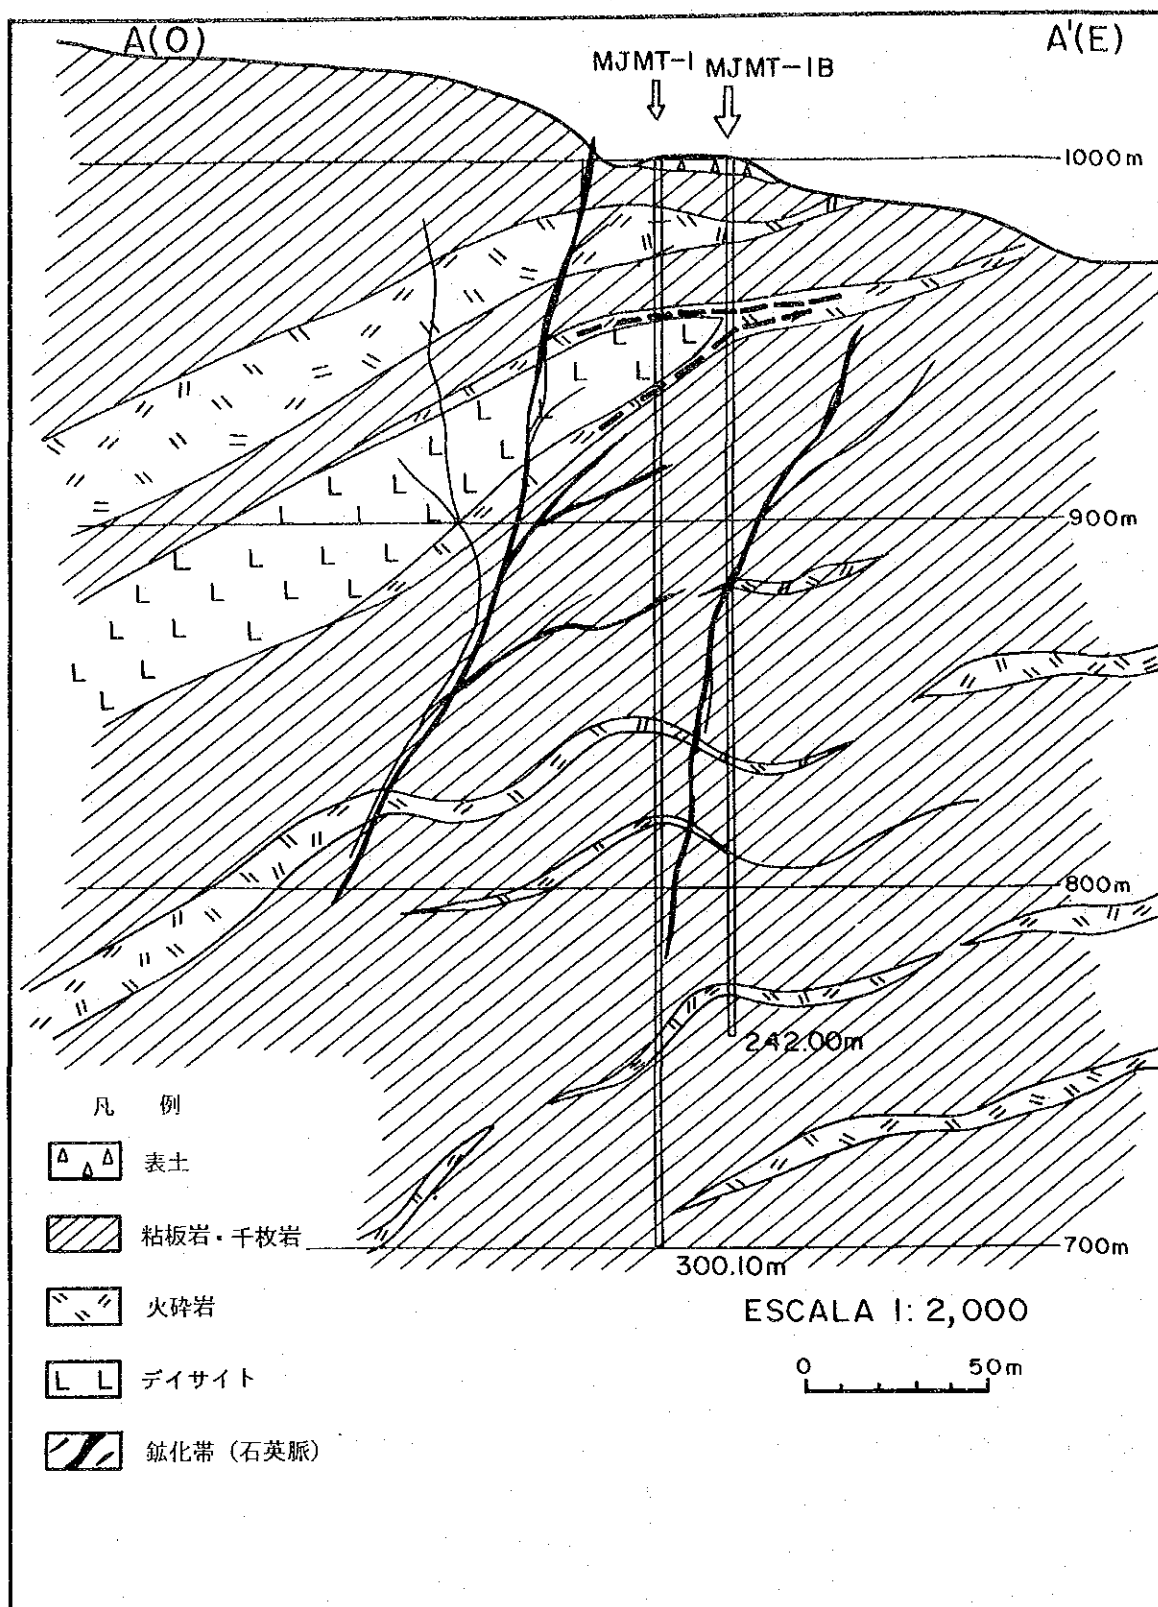 A(O)
A'(E)
MJMT-1 MJMT-1B
1000m
900m
800m
242.00m
700m
300.10m
凡 例
表土
粘板岩・千枚岩
火砕岩
デイサイト
鉱化帯 (石英脈)
ESCALA 1: 2,000
0 50m